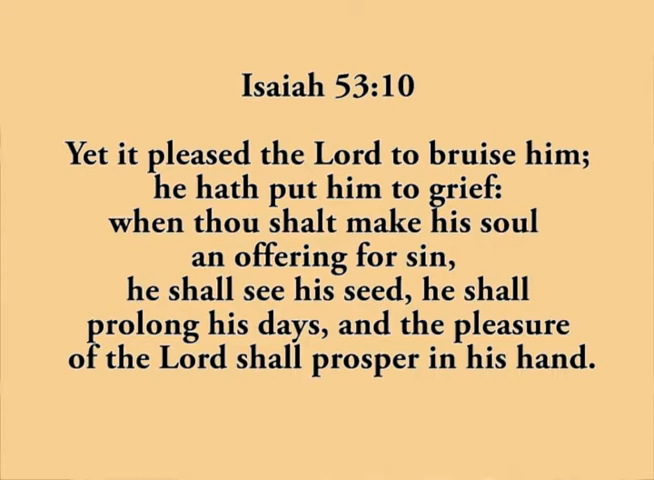 Isaiah 53:10
Yet it pleased the Lord to bruise him;
he hath put him to grief:
when thou shalt make his soul
an offering for sin,
he shall see his seed, he shall
prolong his days, and the pleasure
of the Lord shall prosper in his hand.